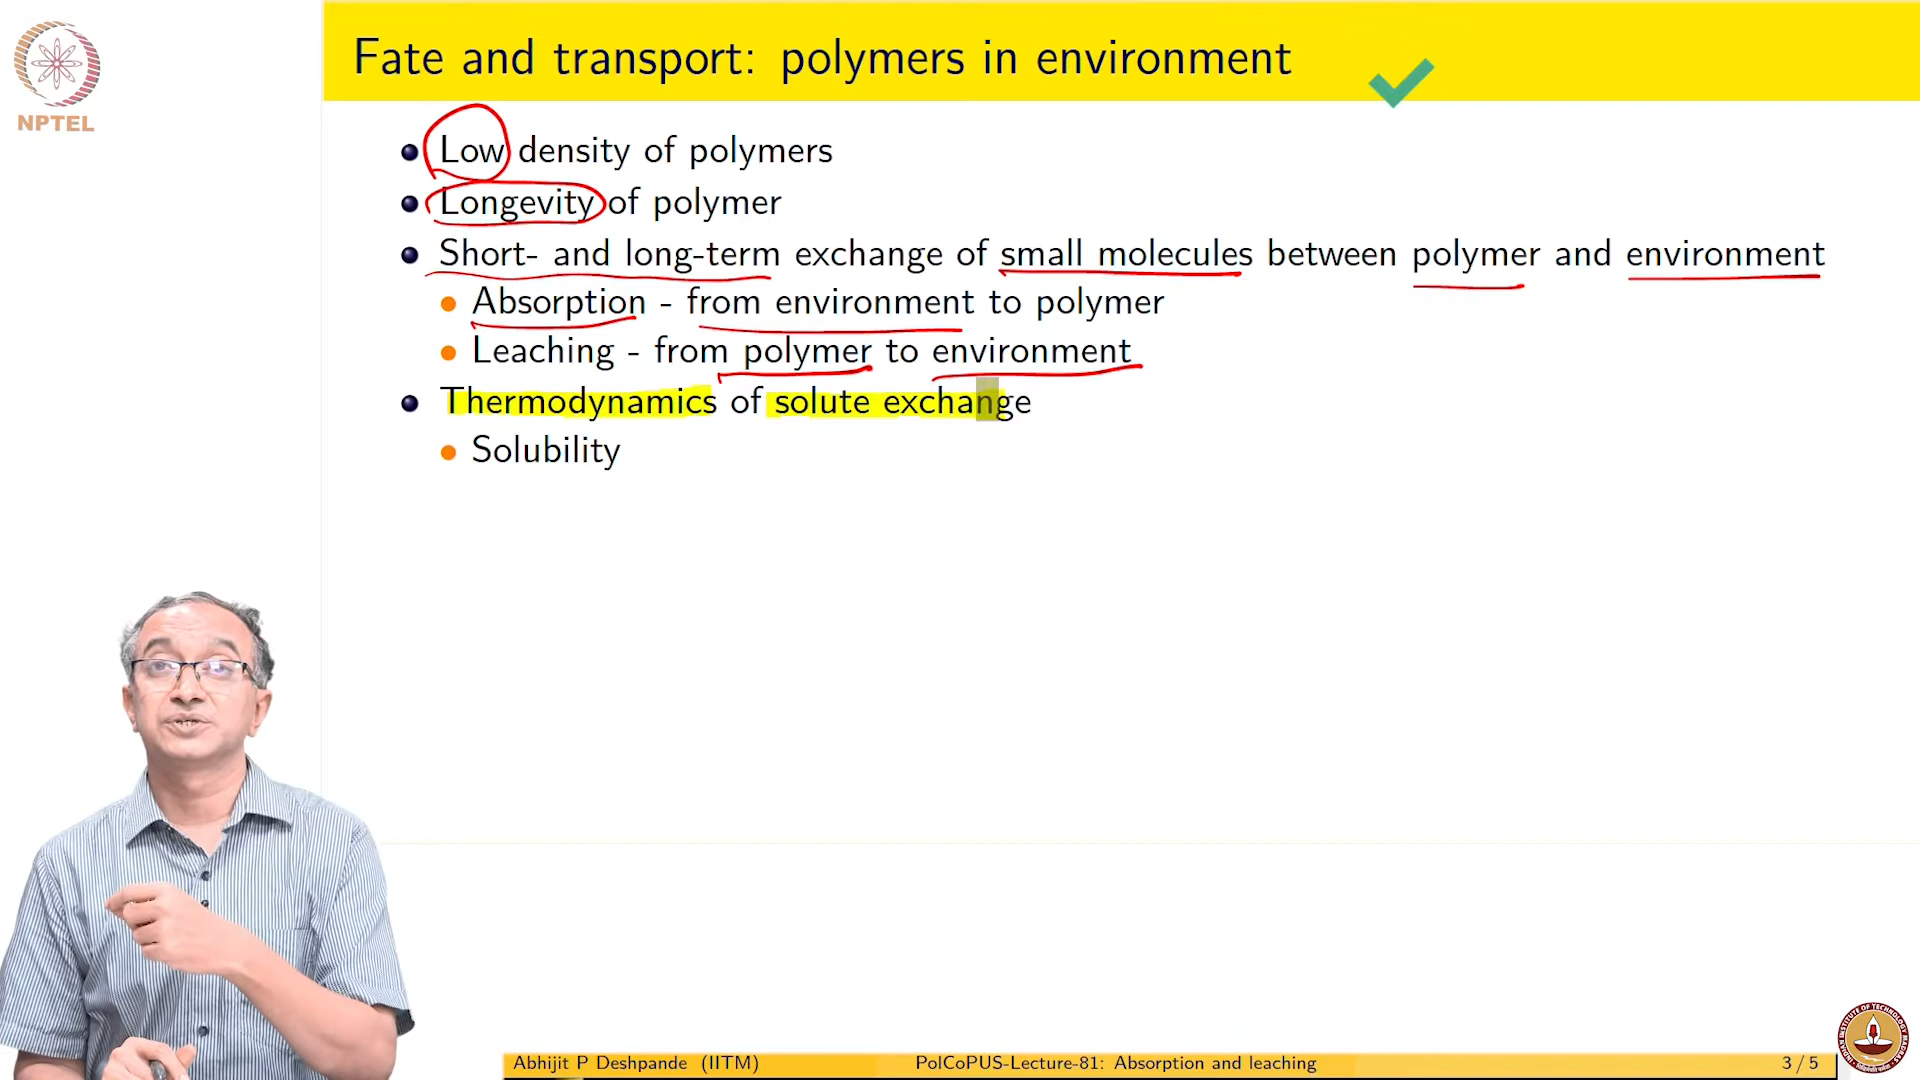 Fate and transport: polymers in environment
NPTEL
Low density of polymers
Longevity of polymer
Short- and long-term exchange of small molecules between polymer and environment
Absorption - from environment to polymer
Leaching - from polymer to environment
Thermodynamics of solute exchange
Solubility
Abhijit P Deshpande (IITM) PolCoPUS-Lecture-81: Absorption and leaching 3 / 5